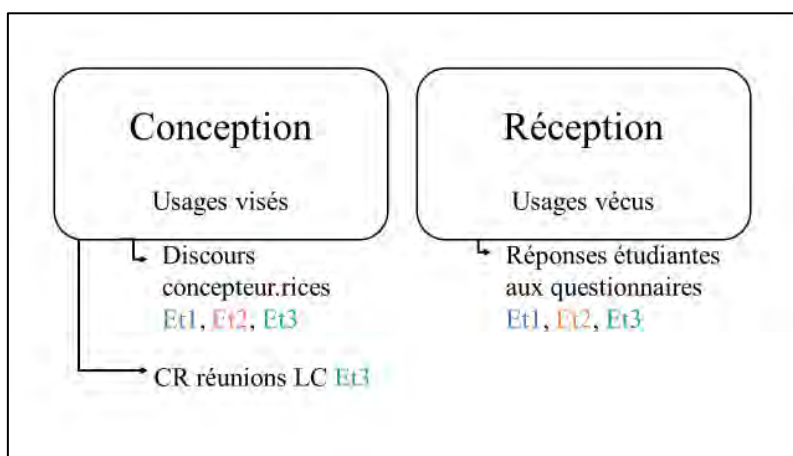 Conception
Usages visés
Discours
concepteur.rices
Et1, Et2, Et3
CR réunions LC Et3
Réception
Usages vécus
Réponses étudiantes
aux questionnaires
Et1, Et2, Et3